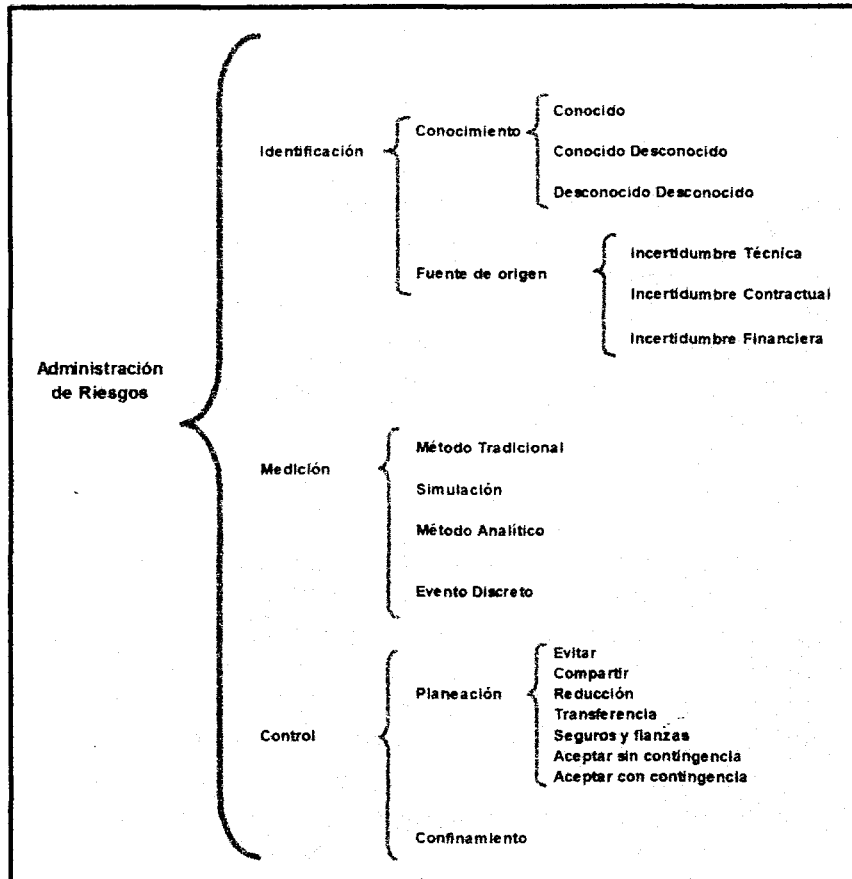 Administración
de Riesgos
Identificación
Conocimiento
Conocido
Conocido Desconocido
Desconocido Desconocido
Fuente de origen
Incertidumbre Técnica
Incertidumbre Contractual
Incertidumbre Financiera
Medición
Método Tradicional
Simulación
Método Analítico
Evento Discreto
Control
Planeación
Evitar
Compartir
Reducción
Transferencia
Seguros y fianzas
Aceptar sin contingencia
Aceptar con contingencia
Confinamiento